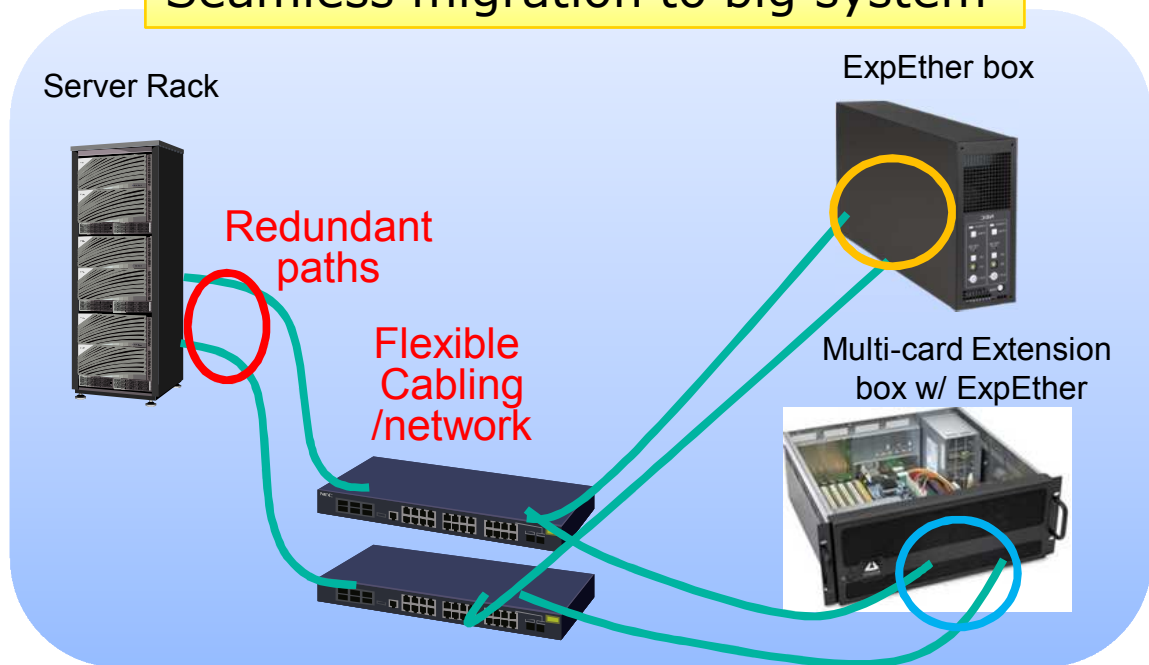 Seamless migration to big system
Server Rack
ExpEther box
Redundant
paths
Flexible
Cabling
/network
Multi-card Extension
box w/ ExpEther
NEC